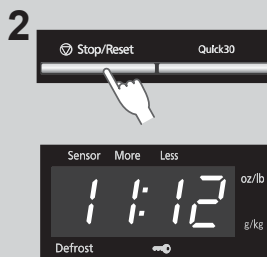 2
Stop/Reset Quick30
Sensor More Less
11:12 oz/lb
g/kg
Defrost